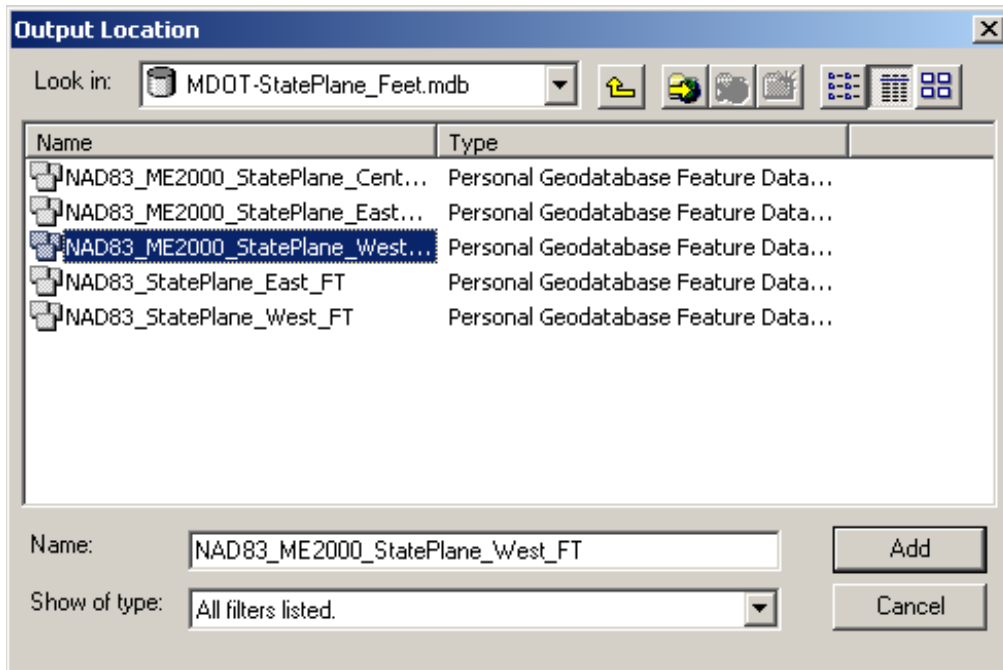 Output Location
Look in: MDOT-StatePlane_Feet.mdb
Name Type
NAD83_ME2000_StatePlane_Cent... Personal Geodatabase Feature Data...
NAD83_ME2000_StatePlane_East... Personal Geodatabase Feature Data...
NAD83_ME2000_StatePlane_West... Personal Geodatabase Feature Data...
NAD83_StatePlane_East_FT Personal Geodatabase Feature Data...
NAD83_StatePlane_West_FT Personal Geodatabase Feature Data...
Name: NAD83_ME2000_StatePlane_West_FT Add
Show of type: All filters listed. Cancel